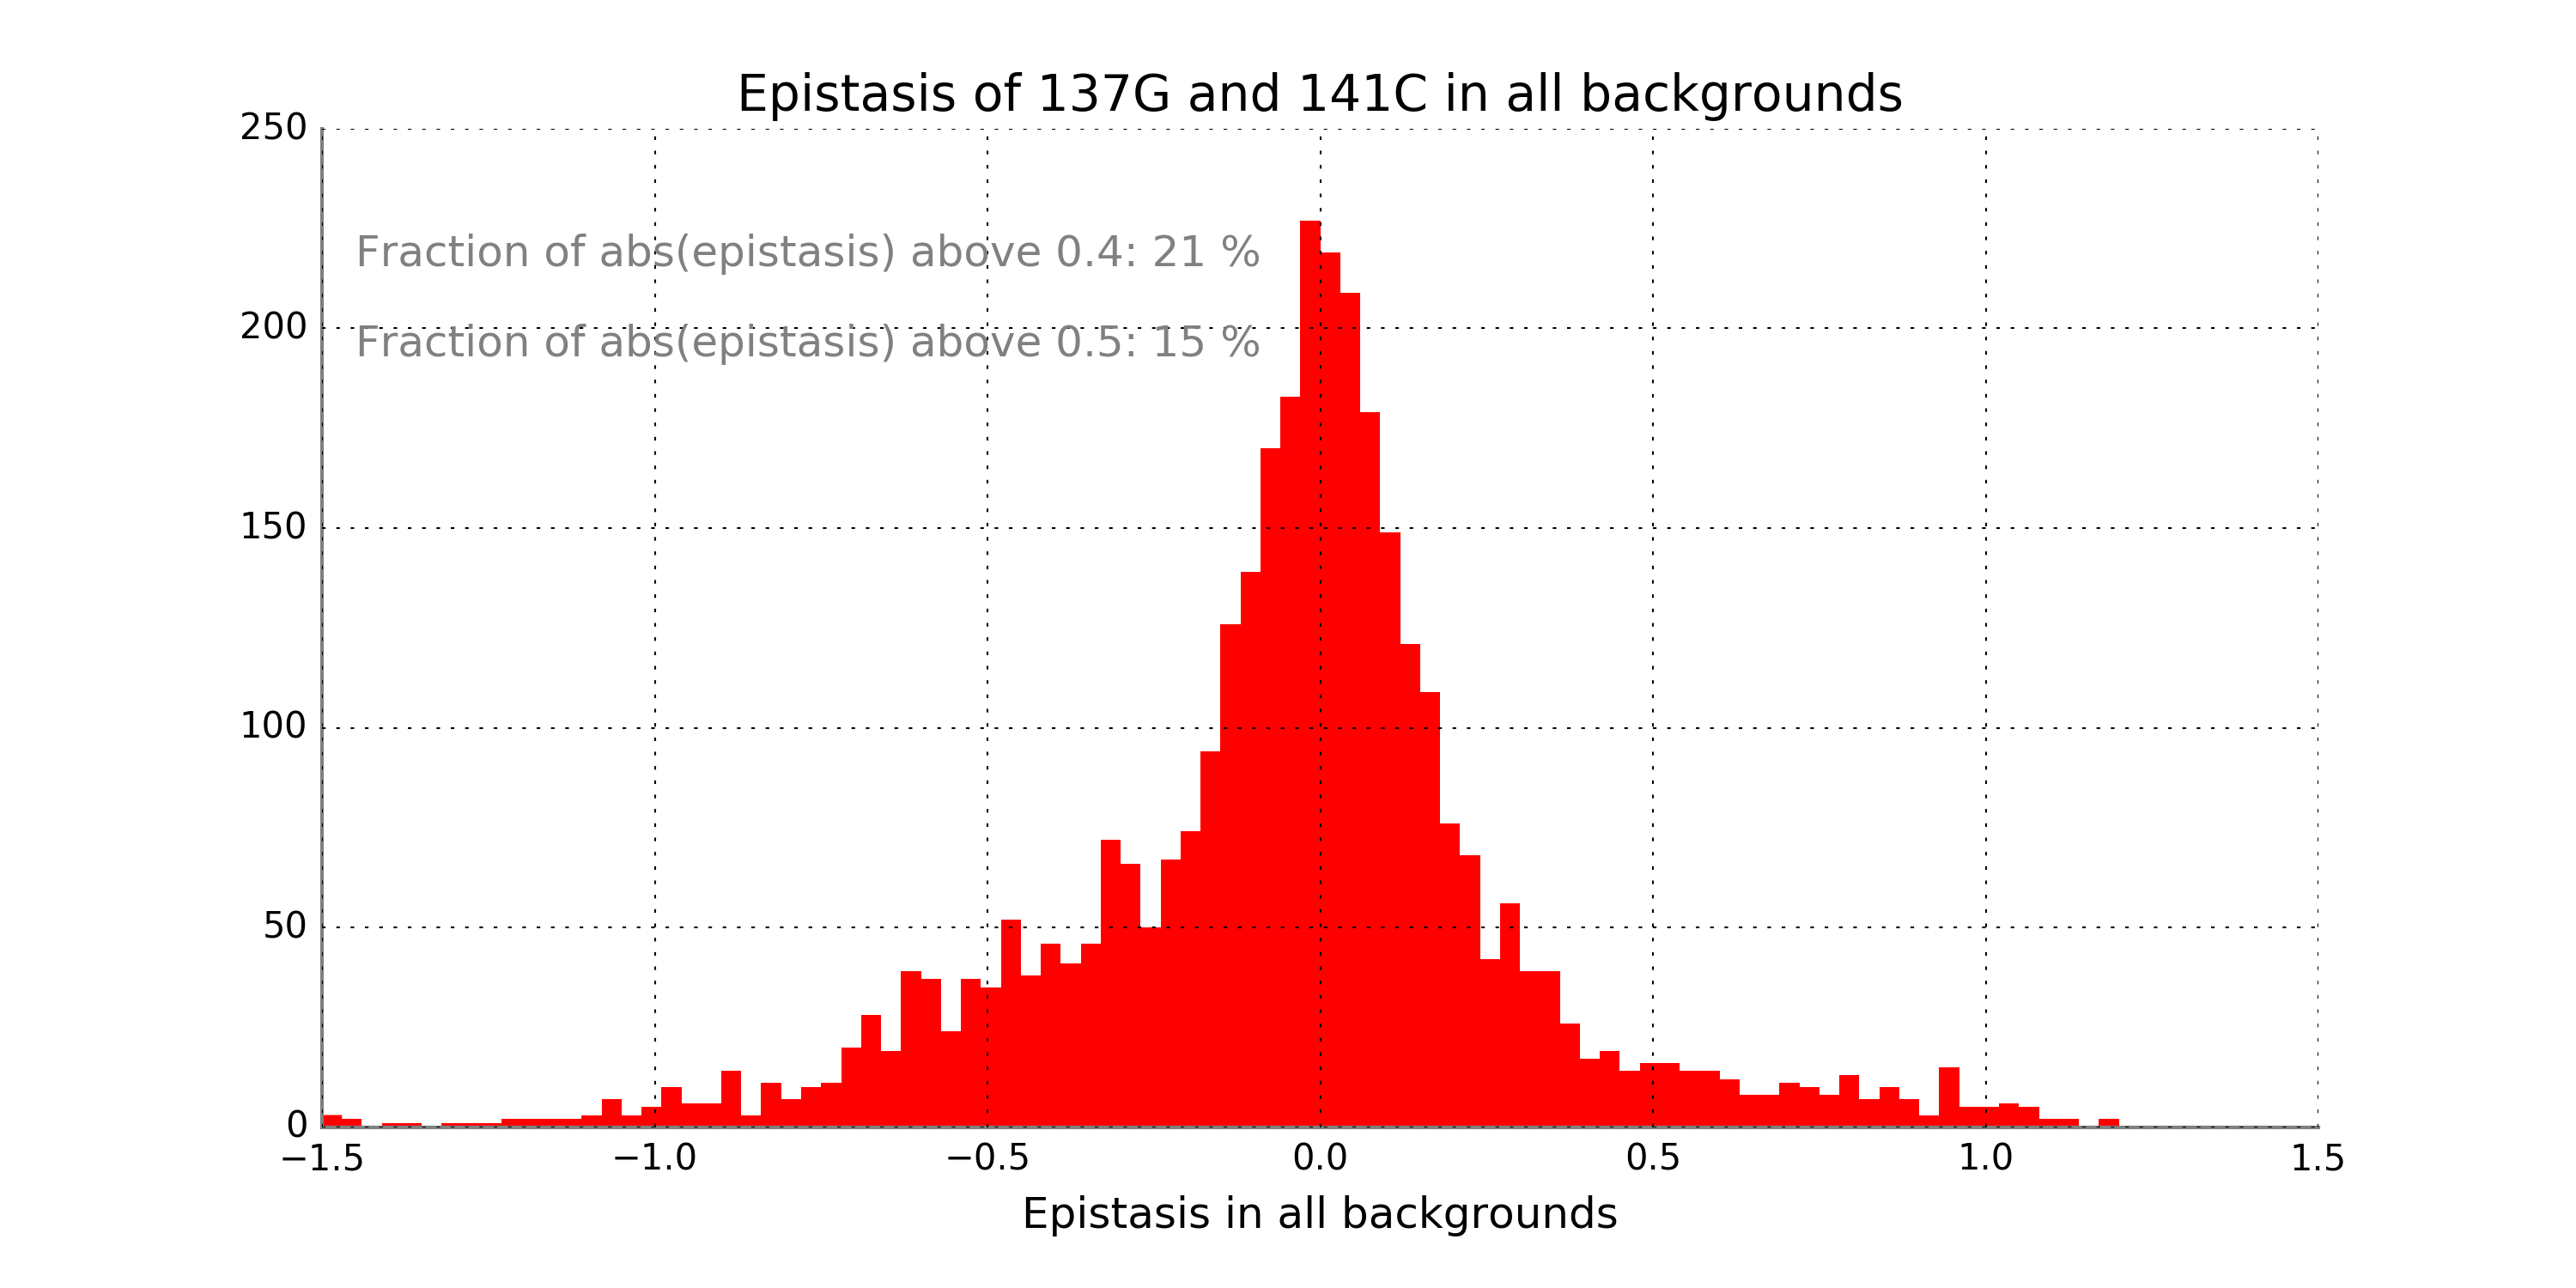 Epistasis of 137G and 141C in all backgrounds
250
Fraction of abs(epistasis) above 0.4: 21 %
200
Fraction of abs(epistasis) above 0.5: 15 %
150
100
50
0
−1.5 −1.0 −0.5 0.0 0.5 1.0 1.5
Epistasis in all backgrounds